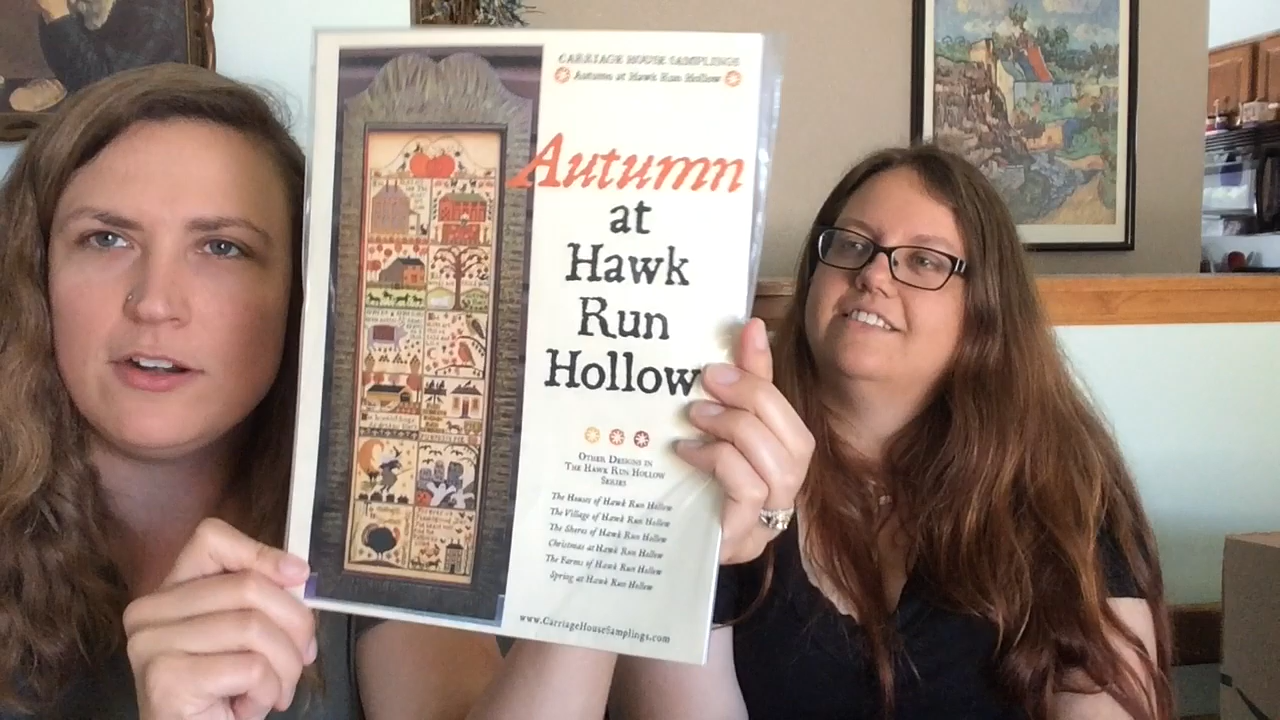 CARRIAGE HOUSE SAMPLINGS
Autumn at Hawk Run Hollow
Autumn
at
Hawk
Run
Hollow
OTHER DESIGNS IN
THE HAWK RUN HOLLOW
SERIES
The Houses of Hawk Run Hollow
The Village of Hawk Run Hollow
The Shores of Hawk Run Hollow
Christmas at Hawk Run Hollow
The Farms of Hawk Run Hollow
Spring at Hawk Run Hollow
www.CarriageHouseSamplings.com